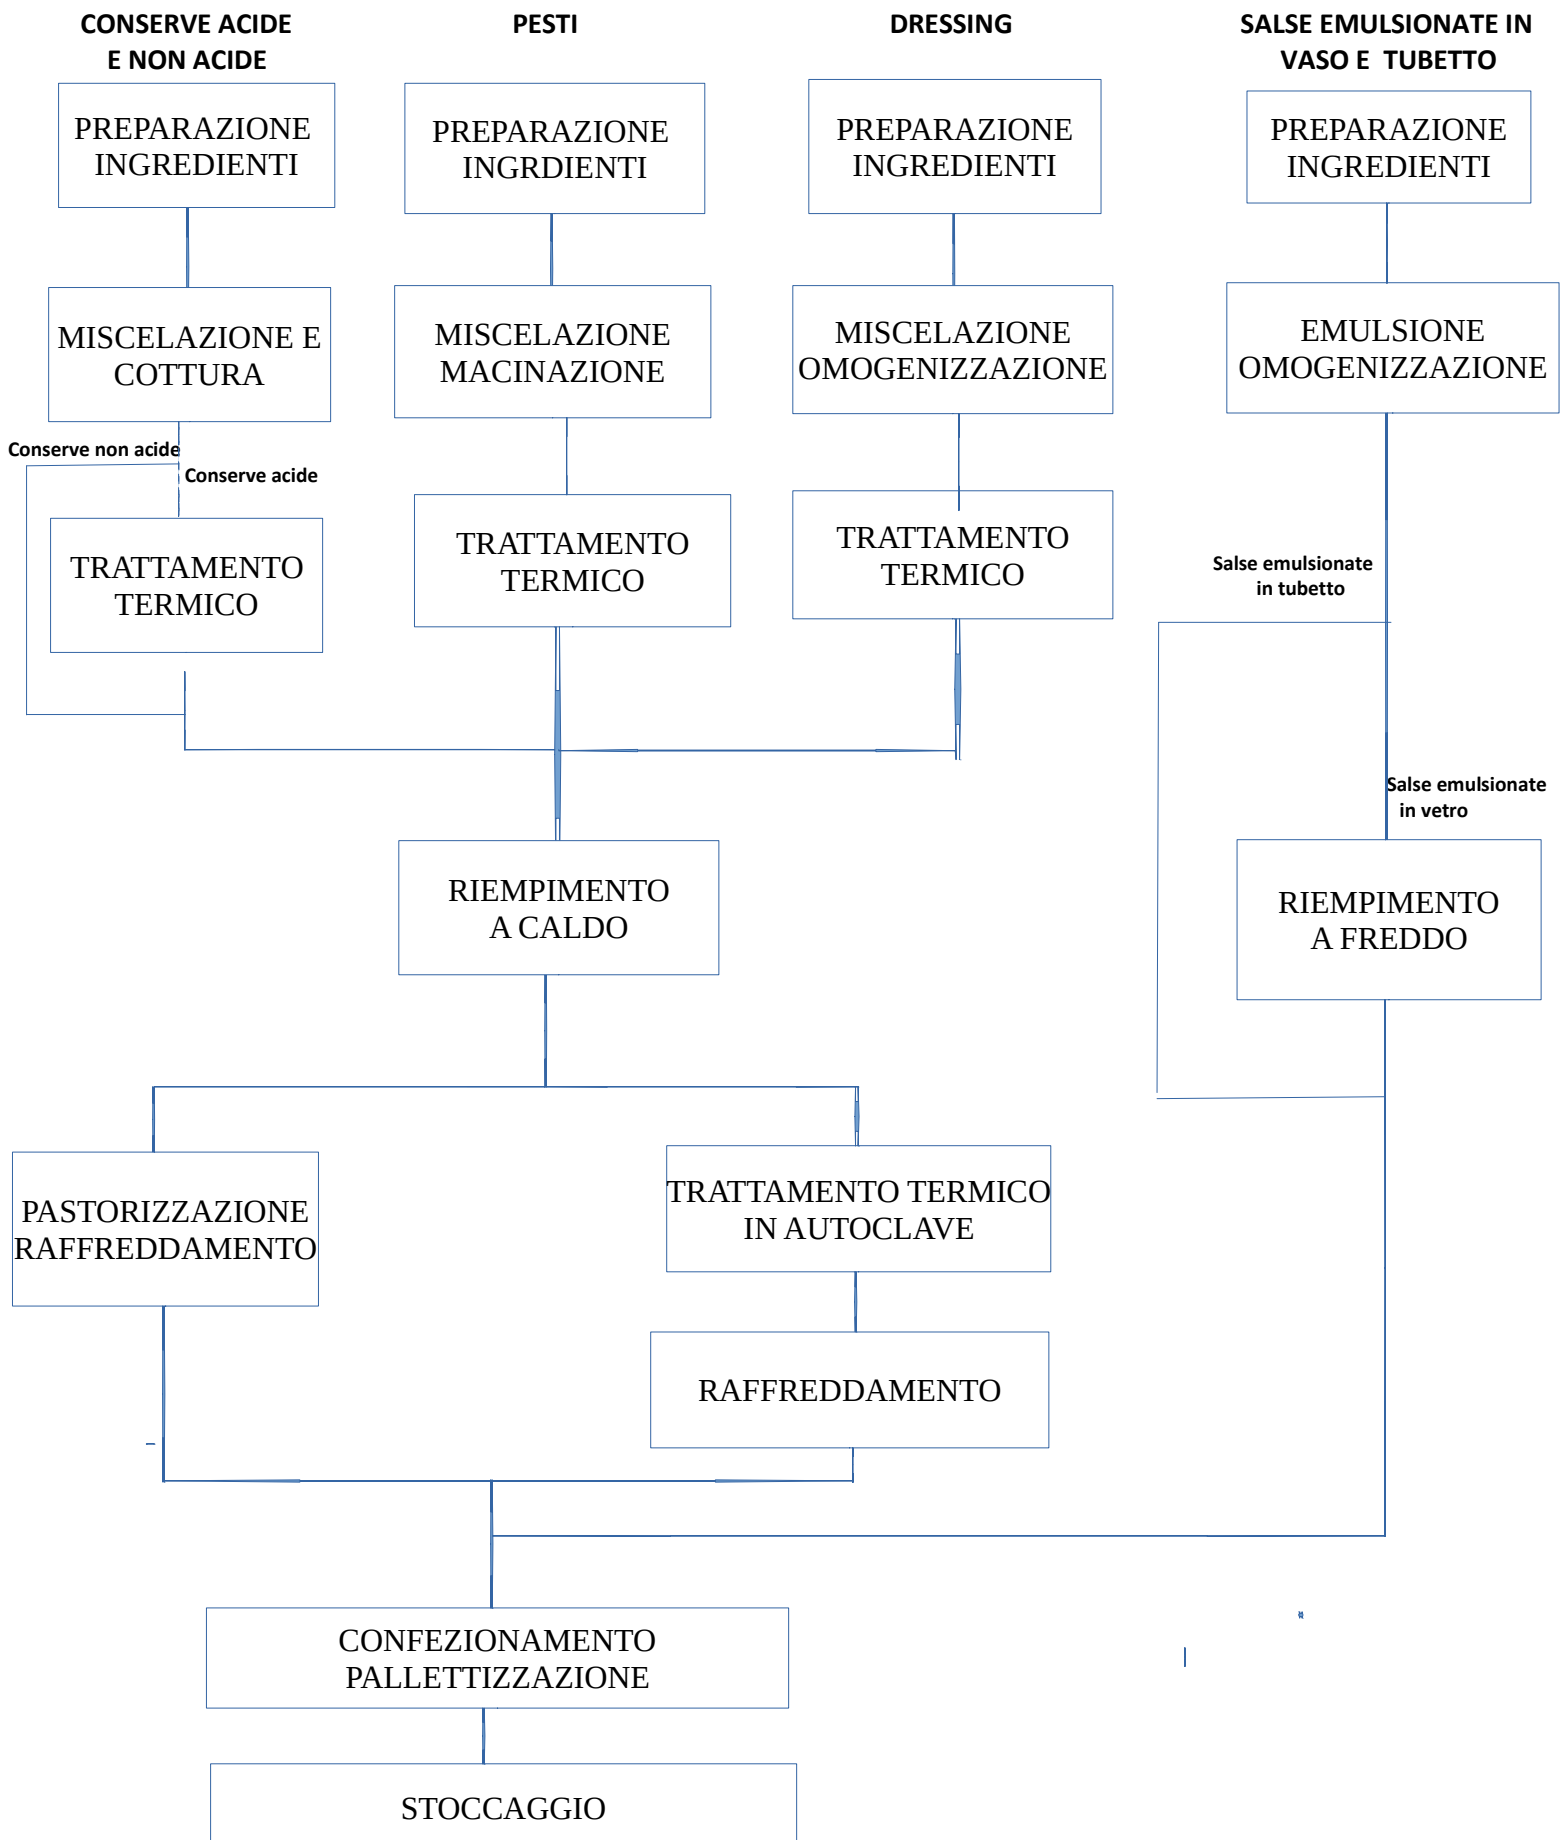 CONSERVE ACIDE
E NON ACIDE
PESTI
DRESSING
SALSE EMULSIONATE IN
VASO E TUBETTO
PREPARAZIONE
INGREDIENTI
PREPARAZIONE
INGRDIENTI
PREPARAZIONE
INGREDIENTI
PREPARAZIONE
INGREDIENTI
MISCELAZIONE E
COTTURA
MISCELAZIONE
MACINAZIONE
MISCELAZIONE
OMOGENIZZAZIONE
EMULSIONE
OMOGENIZZAZIONE
Conserve non acide
Conserve acide
TRATTAMENTO
TERMICO
TRATTAMENTO
TERMICO
TRATTAMENTO
TERMICO
Salse emulsionate
in tubetto
Salse emulsionate
in vetro
RIEMPIMENTO
A CALDO
RIEMPIMENTO
A FREDDO
PASTORIZZAZIONE
RAFFREDDAMENTO
TRATTAMENTO TERMICO
IN AUTOCLAVE
RAFFREDDAMENTO
CONFEZIONAMENTO
PALLETTIZZAZIONE
STOCCAGGIO